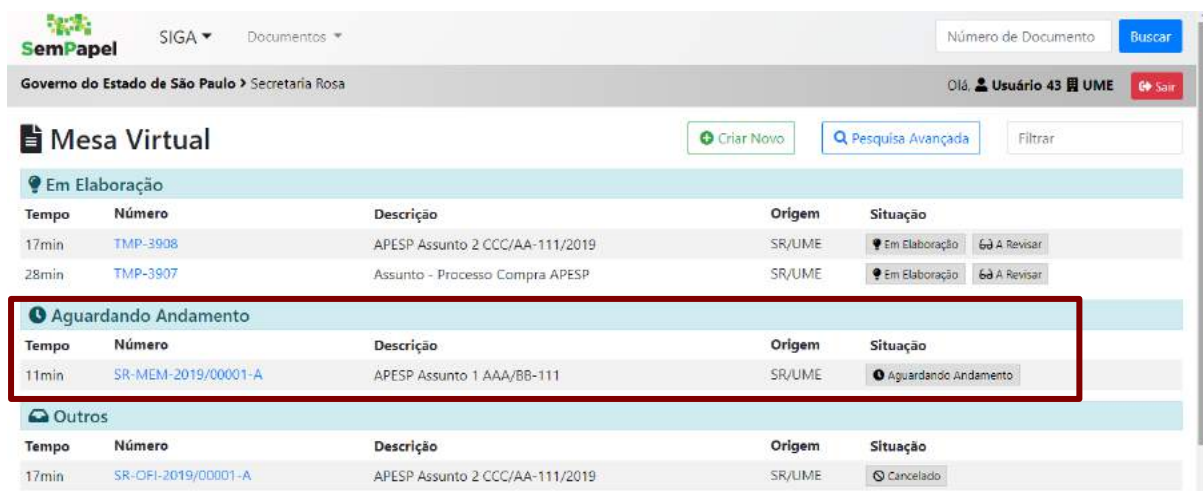 SemPapel SIGA Documentos Número de Documento Buscar
Governo do Estado de São Paulo > Secretaria Rosa Olá, Usuário 43 UME Sair
Mesa Virtual Criar Novo Pesquisa Avançada Filtrar
Em Elaboração
Tempo Número Descrição Origem Situação
17min TMP-3908 APESP Assunto 2 CCC/AA-111/2019 SR/UME Em Elaboração A Revisar
28min TMP-3907 Assunto - Processo Compra APESP SR/UME Em Elaboração A Revisar
Aguardando Andamento
Tempo Número Descrição Origem Situação
11min SR-MEM-2019/00001-A APESP Assunto 1 AAA/BB-111 SR/UME Aguardando Andamento
Outros
Tempo Número Descrição Origem Situação
17min SR-OFI-2019/00001-A APESP Assunto 2 CCC/AA-111/2019 SR/UME Cancelado